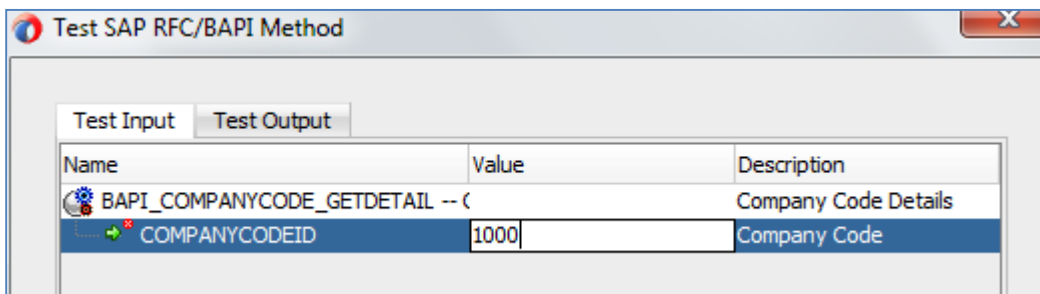 Test SAP RFC/BAPI Method
Test Input Test Output
Name Value Description
BAPI_COMPANYCODE_GETDETAIL -- Company Code Details
COMPANYCODEID 1000 Company Code